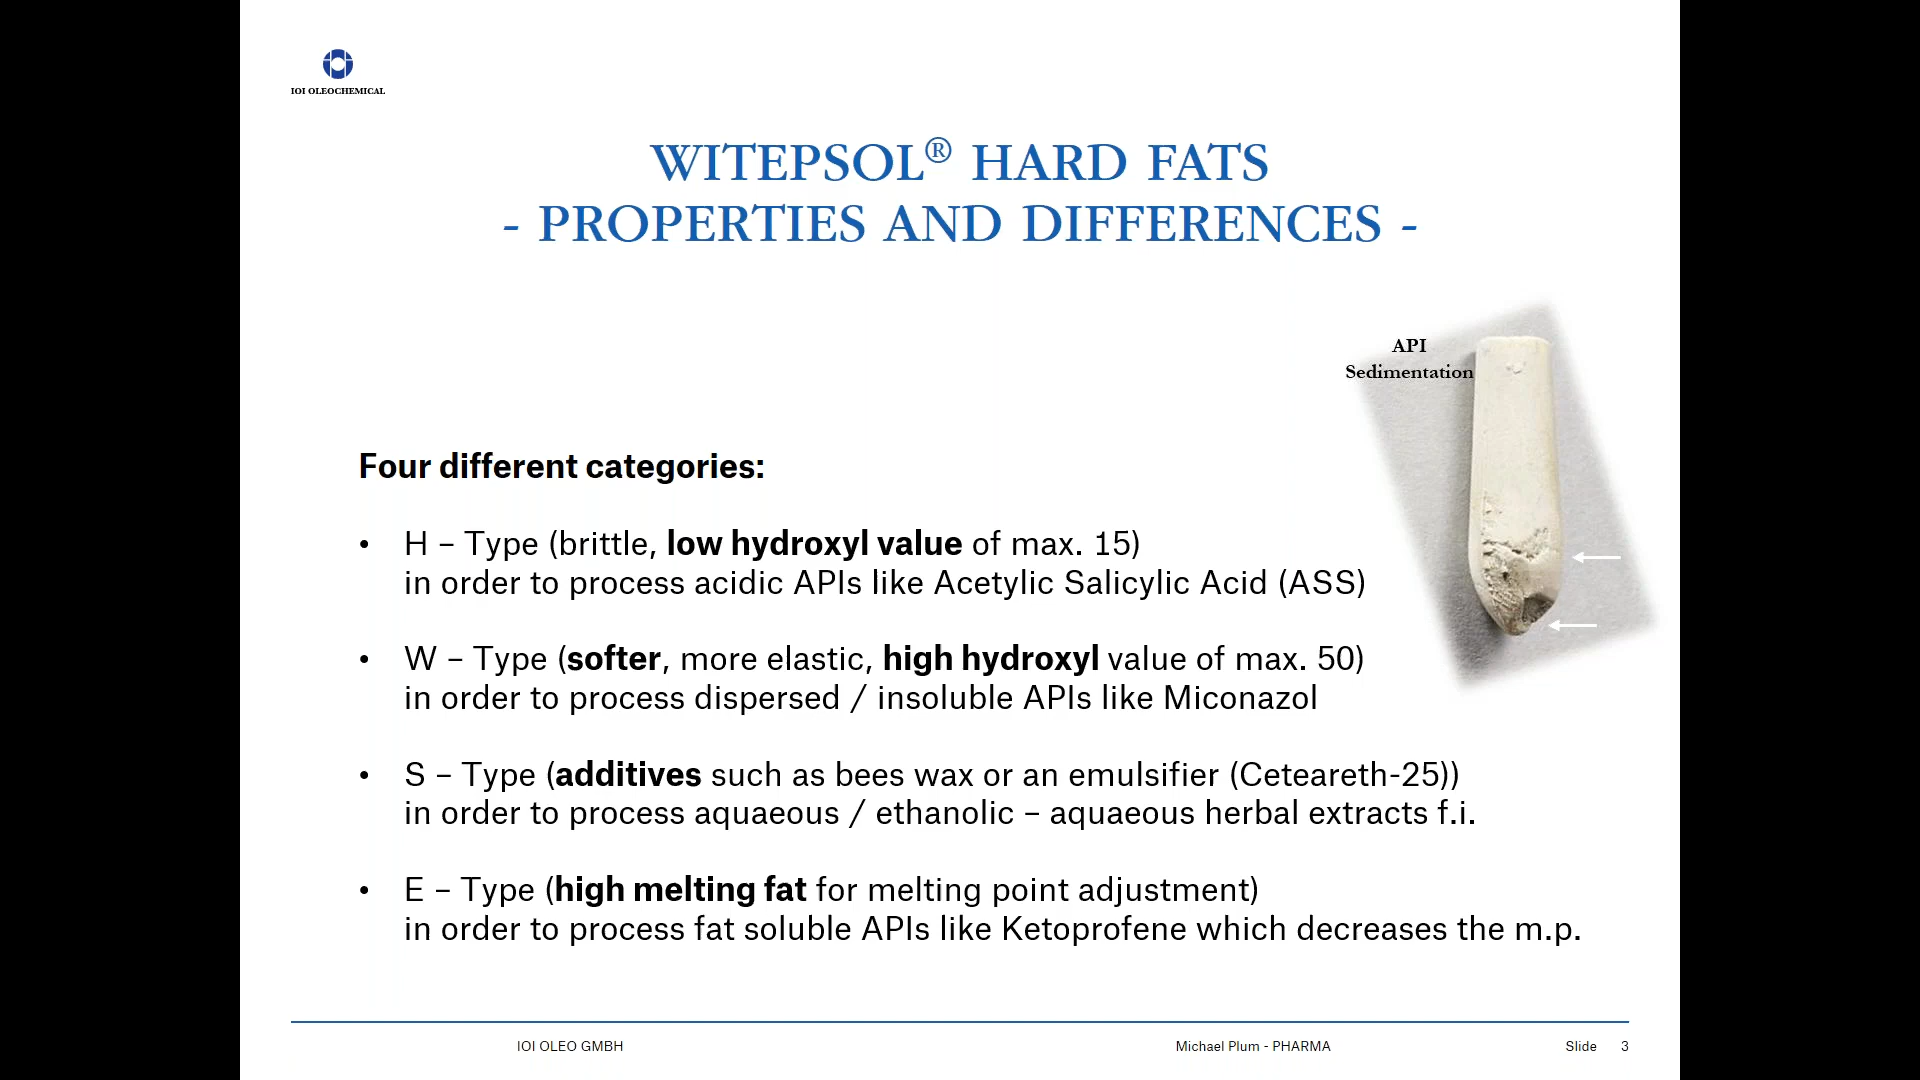 IOI OLEOCHEMICAL
WITEPSOL® HARD FATS
- PROPERTIES AND DIFFERENCES -
API
Sedimentation
Four different categories:
• H – Type (brittle, low hydroxyl value of max. 15)
in order to process acidic APIs like Acetylic Salicylic Acid (ASS)
• W – Type (softer, more elastic, high hydroxyl value of max. 50)
in order to process dispersed / insoluble APIs like Miconazol
• S – Type (additives such as bees wax or an emulsifier (Ceteareth-25))
in order to process aquaeous / ethanolic – aquaeous herbal extracts f.i.
• E – Type (high melting fat for melting point adjustment)
in order to process fat soluble APIs like Ketoprofene which decreases the m.p.
IOI OLEO GMBH
Michael Plum - PHARMA
Slide 3